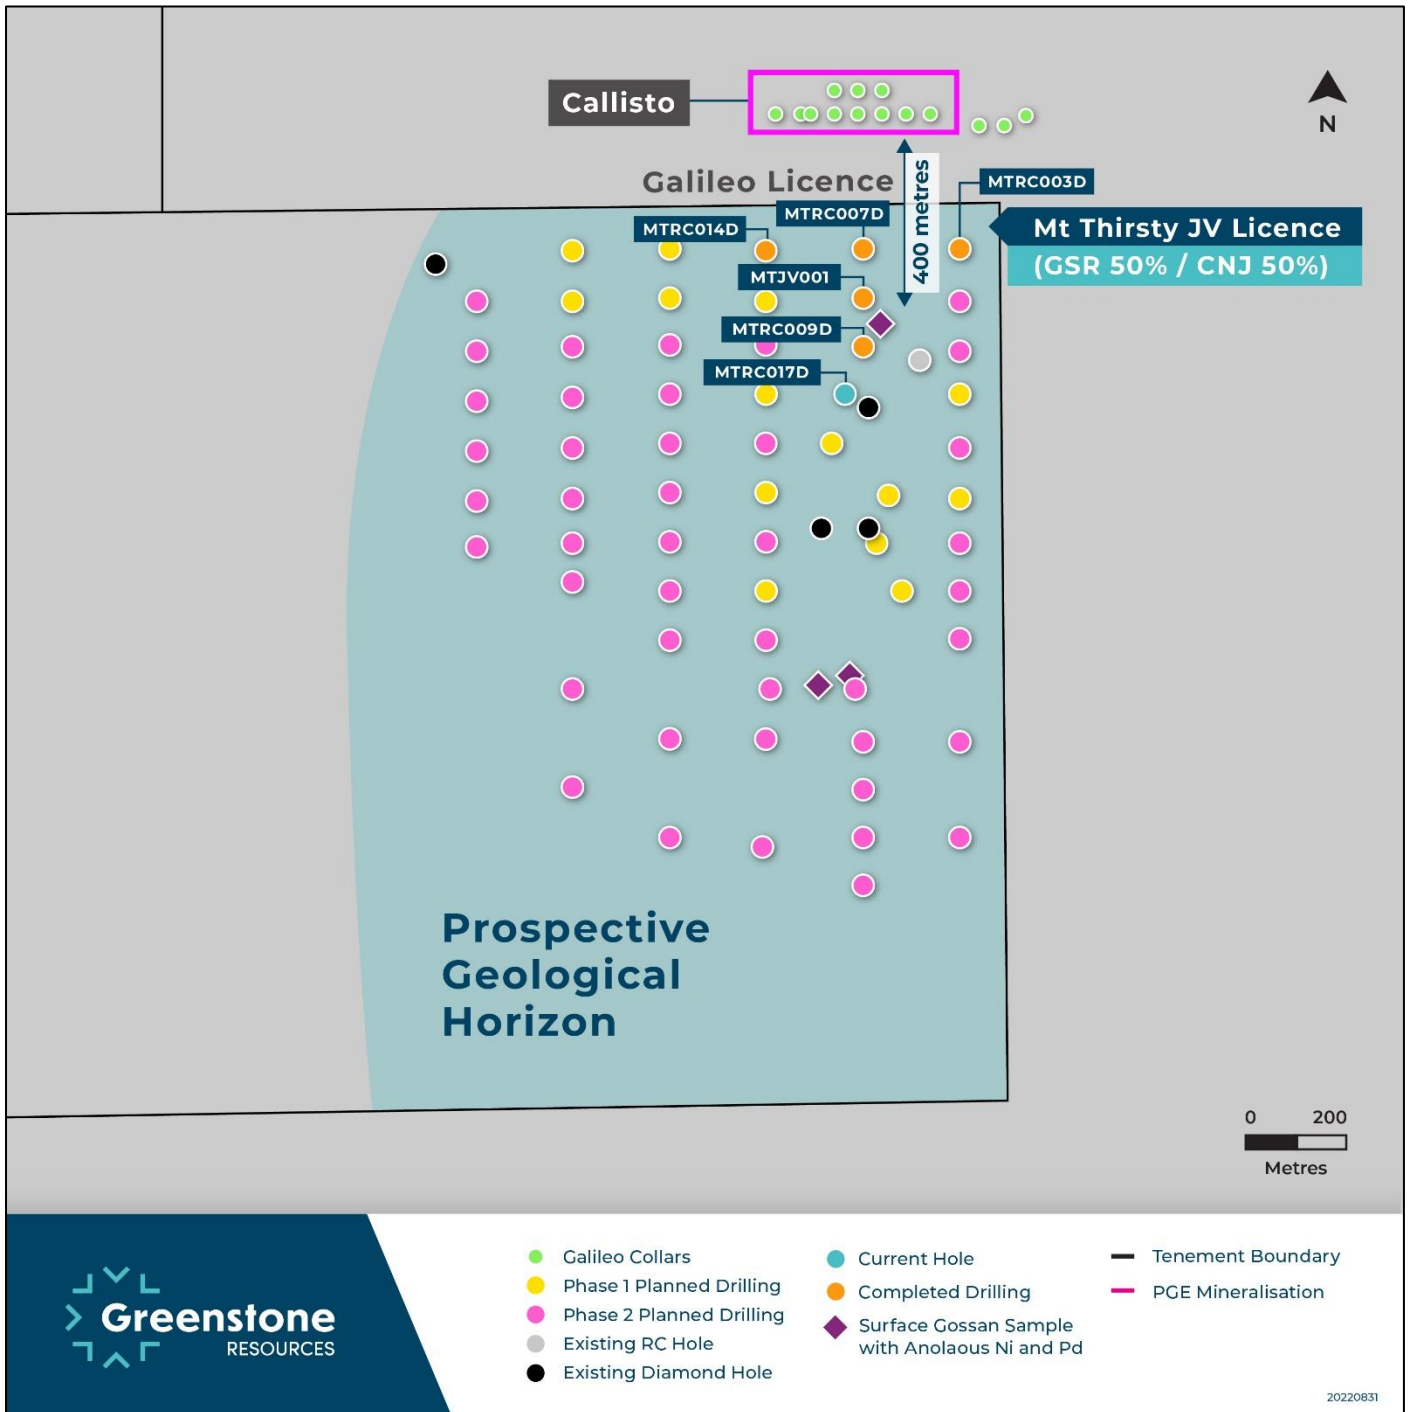 Callisto
N
Galileo Licence
400 metres
MTRC003D
MTRC007D
MTRC014D
Mt Thirsty JV Licence
(GSR 50% / CNJ 50%)
MTJV001
MTRC009D
MTRC017D
Prospective
Geological
Horizon
0 200
Metres
Greenstone
RESOURCES
Galileo Collars
Phase 1 Planned Drilling
Phase 2 Planned Drilling
Existing RC Hole
Existing Diamond Hole
Current Hole
Completed Drilling
Surface Gossan Sample
with Anolaous Ni and Pd
Tenement Boundary
PGE Mineralisation
20220831